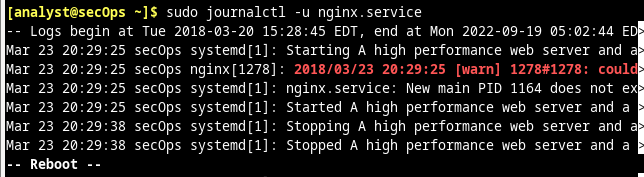 [analyst@secOps ~]$ sudo journalctl -u nginx.service
-- Logs begin at Tue 2018-03-20 15:28:45 EDT, end at Mon 2022-09-19 05:02:44 ED>
Mar 23 20:29:25 secOps systemd[1]: Starting A high performance web server and a>
Mar 23 20:29:25 secOps nginx[1278]: 2018/03/23 20:29:25 [warn] 1278#1278: could>
Mar 23 20:29:25 secOps systemd[1]: nginx.service: New main PID 1164 does not ex>
Mar 23 20:29:25 secOps systemd[1]: Started A high performance web server and a >
Mar 23 20:29:38 secOps systemd[1]: Stopping A high performance web server and a>
Mar 23 20:29:38 secOps systemd[1]: Stopped A high performance web server and a >
-- Reboot --